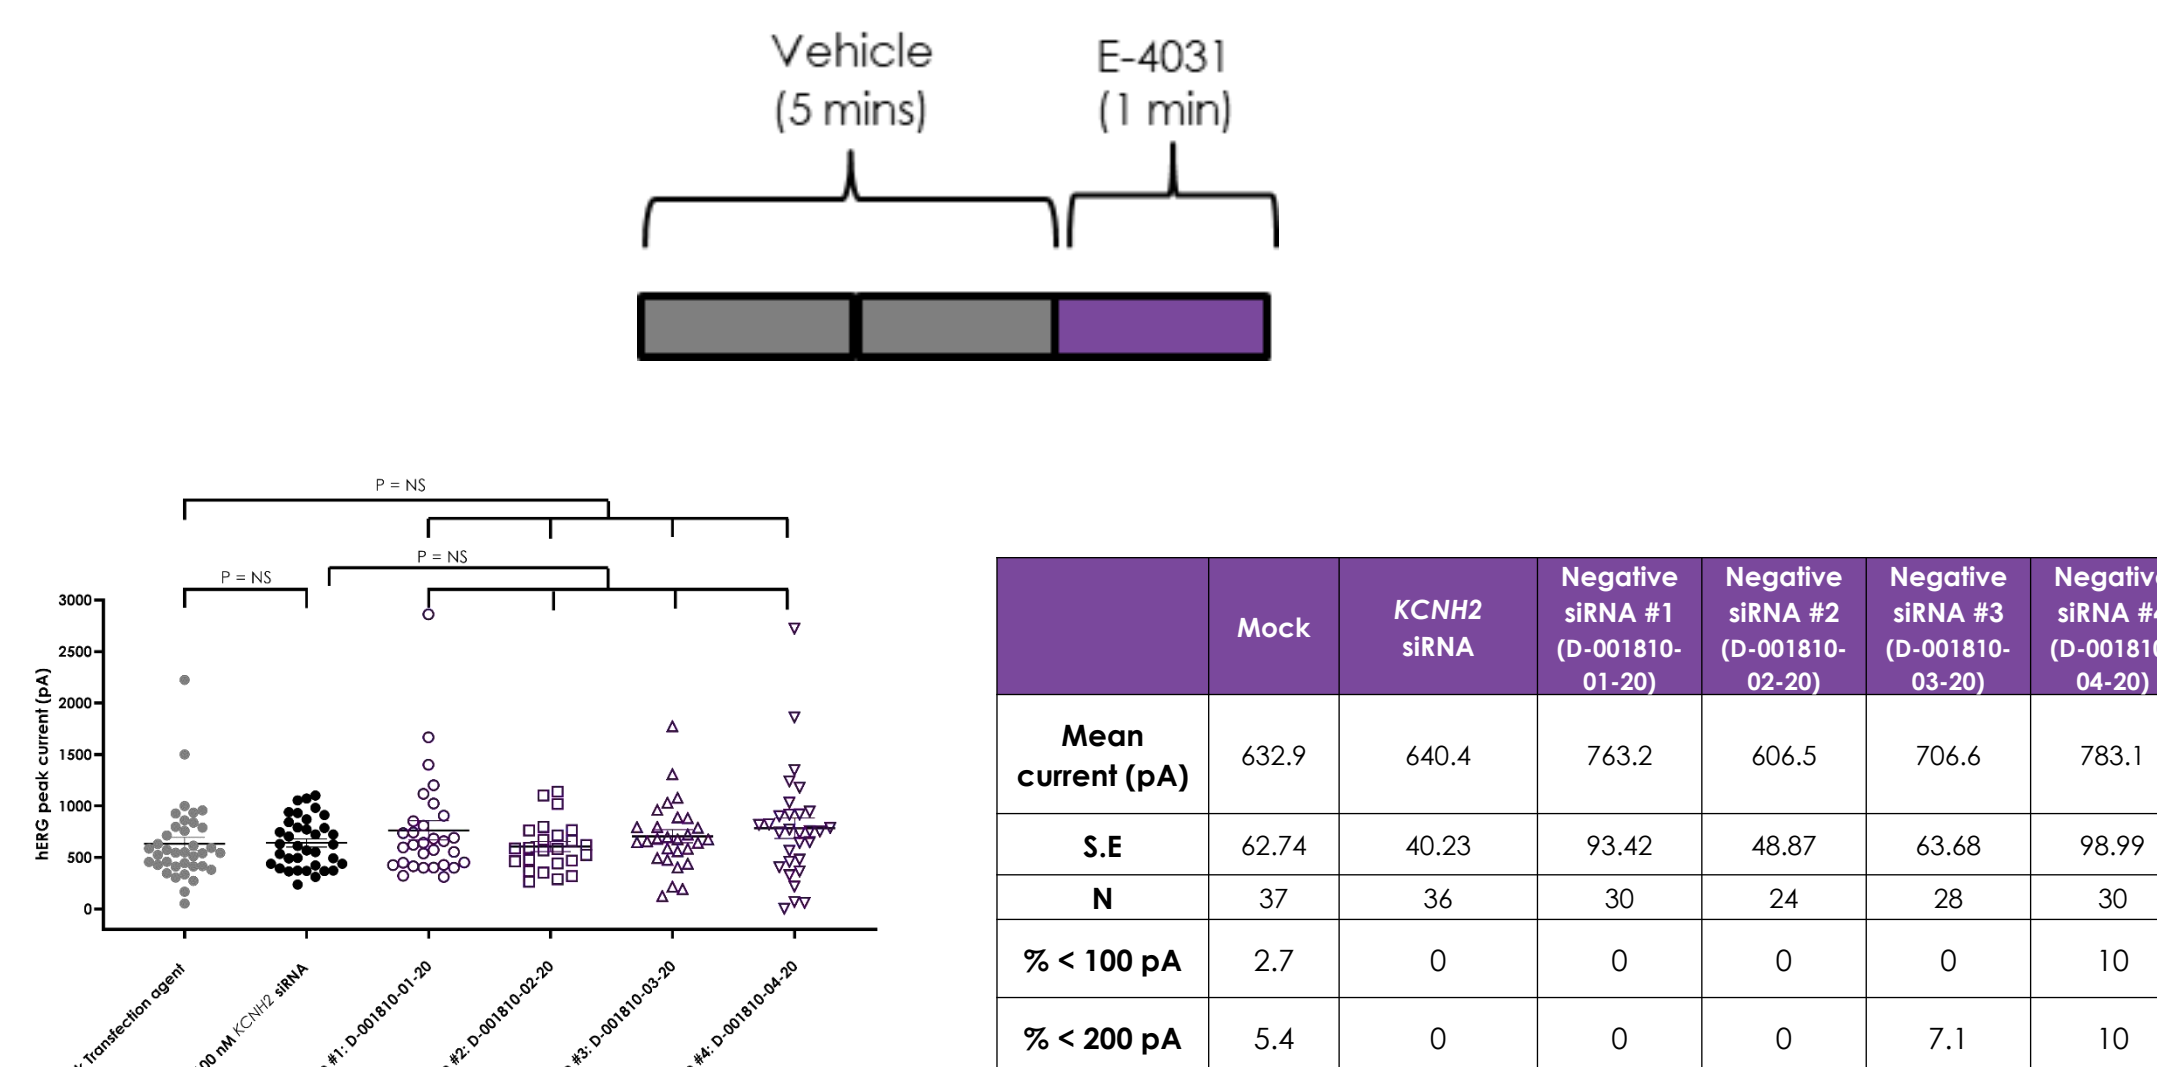 Vehicle
(5 mins)
E-4031
(1 min)
P = NS
P = NS
P = NS
hERG peak current (pA)
3000
2500
2000
1500
1000
500
0
Transfection agent
nM KCNH2 siRNA
#1: D-001810-01-20
#2: D-001810-02-20
#3: D-001810-03-20
#4: D-001810-04-20
Mock
KCNH2
siRNA
Negative
siRNA #1
(D-001810-
01-20)
Negative
siRNA #2
(D-001810-
02-20)
Negative
siRNA #3
(D-001810-
03-20)
siRNA
04-20)
Mean
current (pA)
632.9
640.4
763.2
606.5
706.6
783.1
S.E
62.74
40.23
93.42
48.87
63.68
98.99
N
37
36
30
24
28
30
% < 100 pA
2.7
0
0
0
0
10
% < 200 pA
5.4
0
0
0
7.1
10